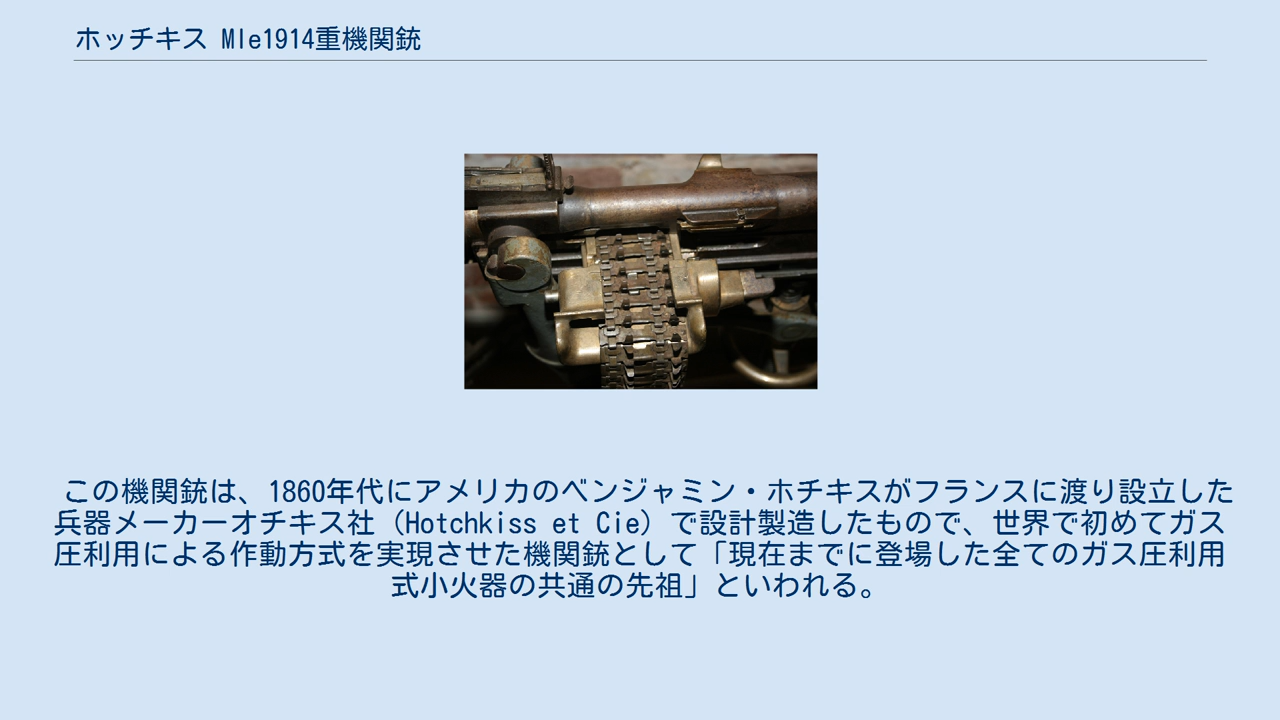 ホッチキス Mle1914重機関銃
この機関銃は、1860年代にアメリカのベンジャミン・ホチキスがフランスに渡り設立した
兵器メーカーオチキス社（Hotchkiss et Cie）で設計製造したもので、世界で初めてガス
圧利用による作動方式を実現させた機関銃として「現在までに登場した全てのガス圧利用
式小火器の共通の先祖」といわれる。